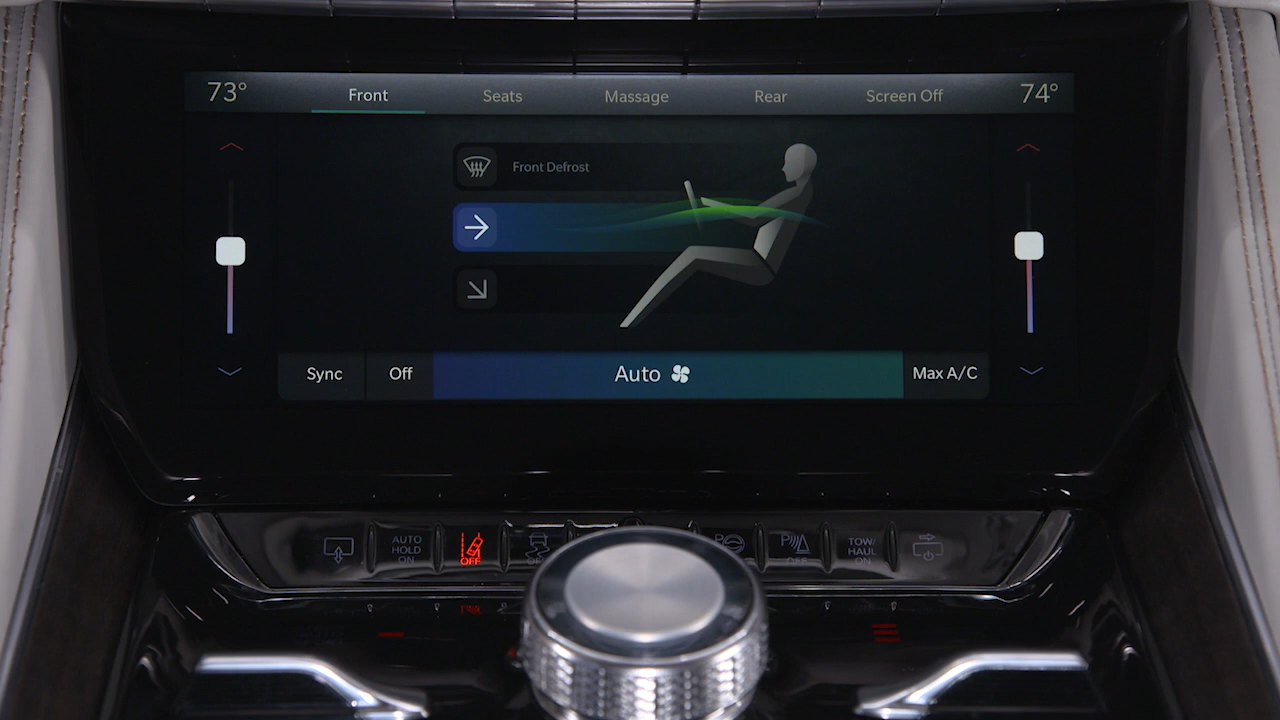 73° Front Seats Massage Rear Screen Off 74°
Front Defrost
Sync Off Auto Max A/C
AUTO
HOLD
ON
OFF
P
P
OFF
TOW/
HAUL
ON